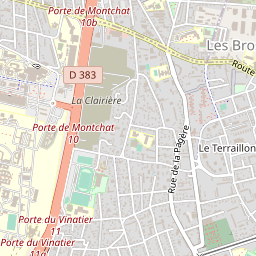 Porte de Montchat
10b
Les Bro
Route
D 383
La Clairière
Porte de Montchat
10
Le Terraillon
Rue de la Pagère
Porte du Vinatier
11
Porte du Vinatier
11a